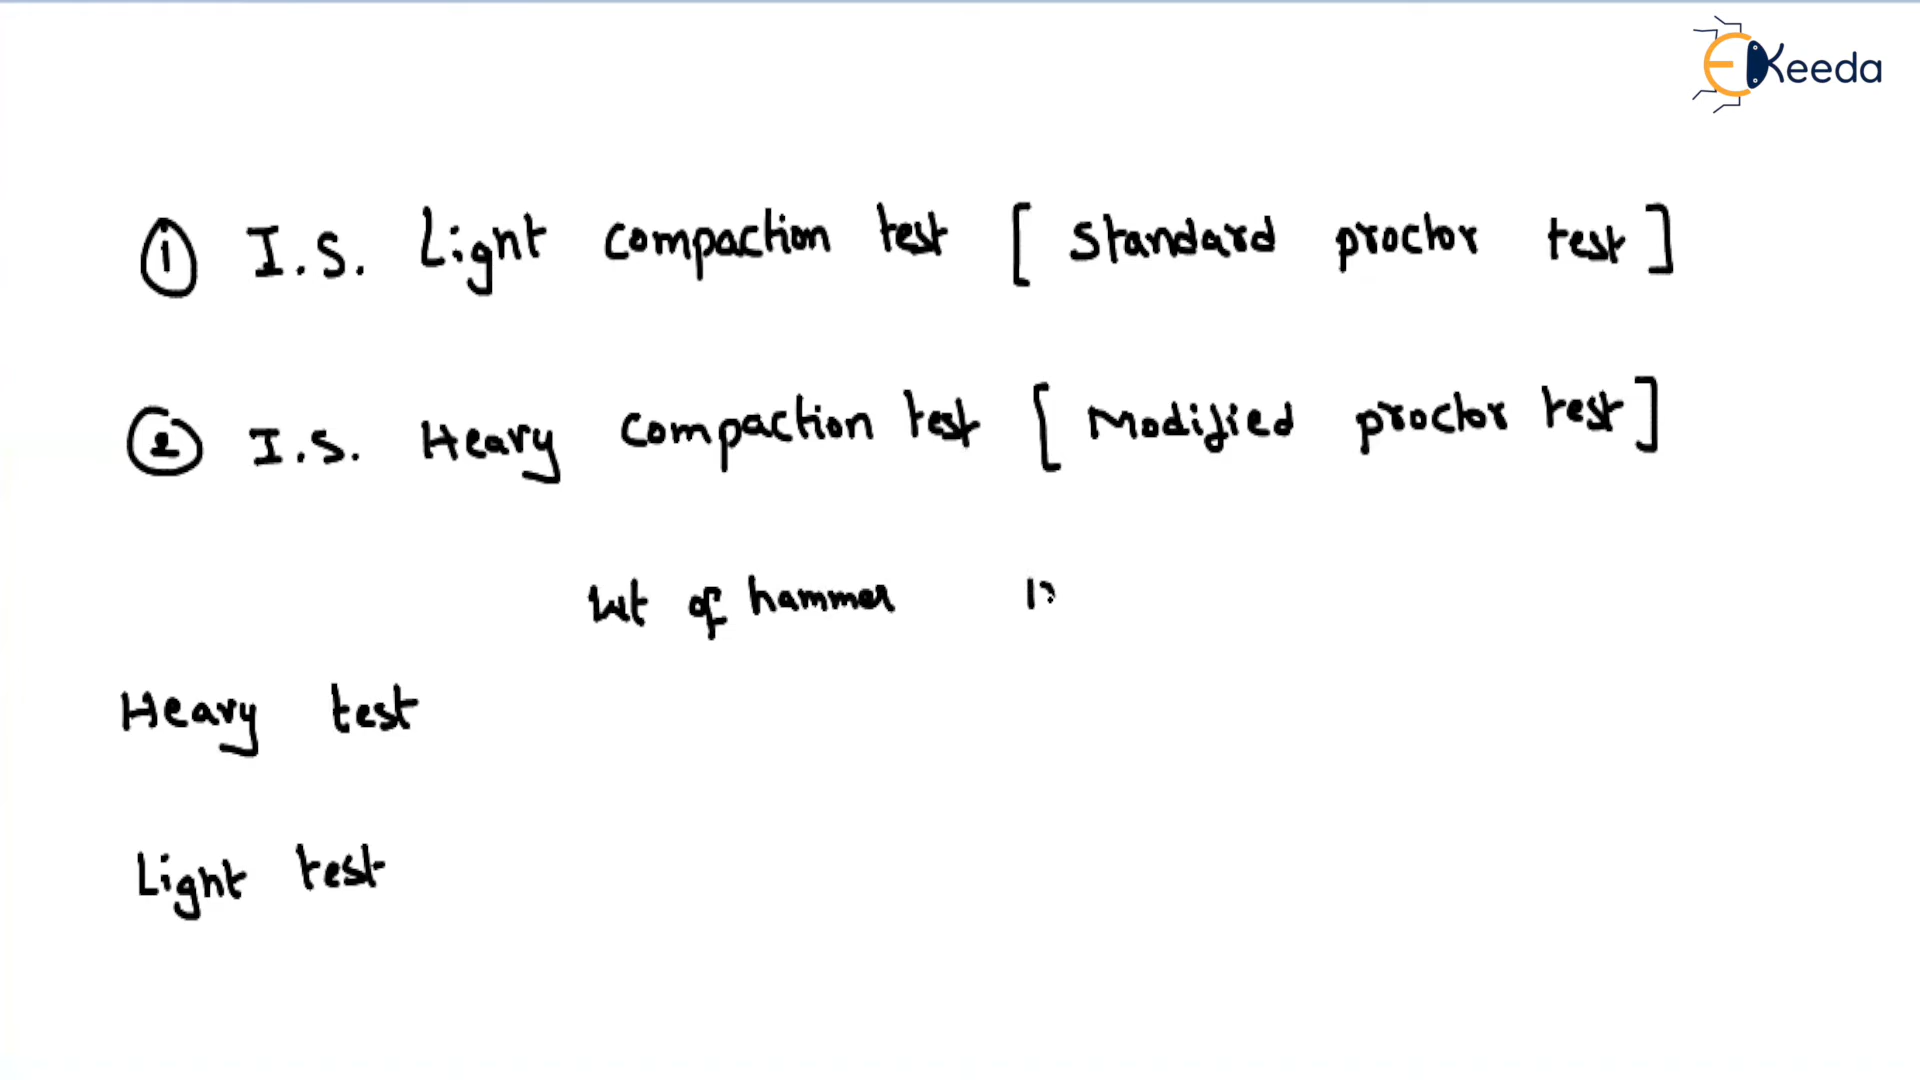 EKeeda
① I.S. Light compaction test [ Standard proctor test ]
② I.S. Heavy compaction test [ Modified proctor test ]
wt of hammer
Heavy test
Light test